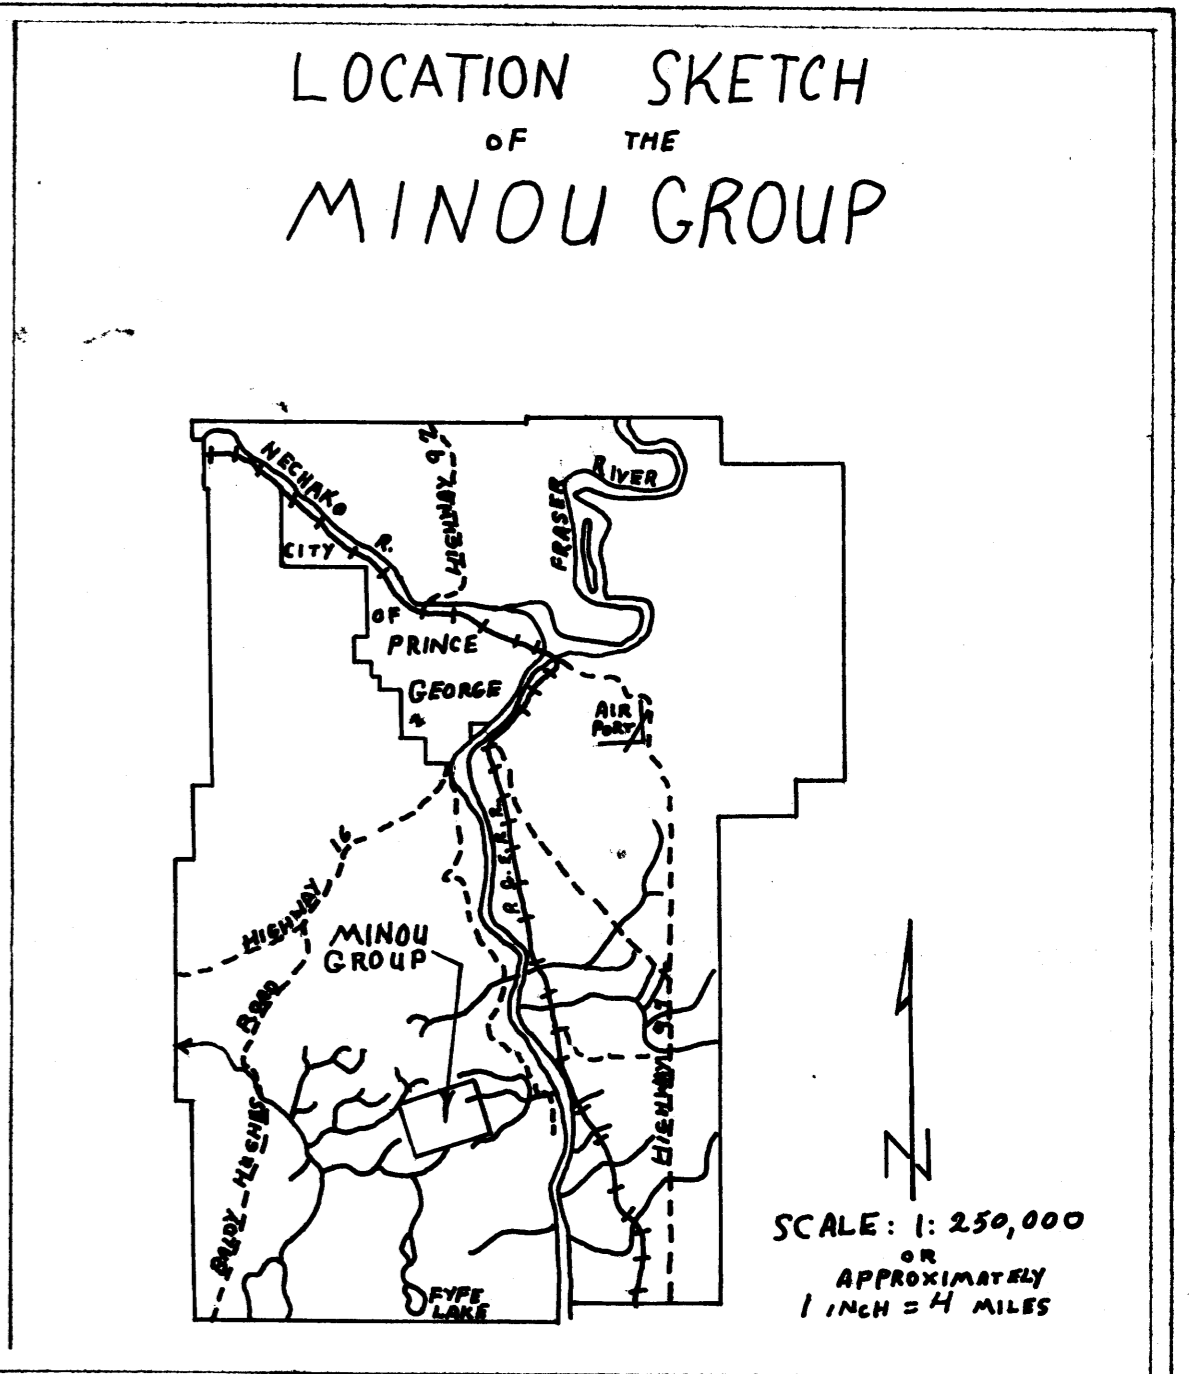 LOCATION SKETCH
OF THE
MINOU GROUP
NECHAKO R.
HIGHWAY 97
FRASER RIVER
CITY
OF
PRINCE
GEORGE
AIR
PORT
P.G.E.R.R.
HIGHWAY 16
MINOU
GROUP
BALDY HUGHES ROAD
HIGHWAY 97
FYFE
LAKE
N
SCALE: 1: 250,000
OR
APPROXIMATELY
1 INCH = 4 MILES